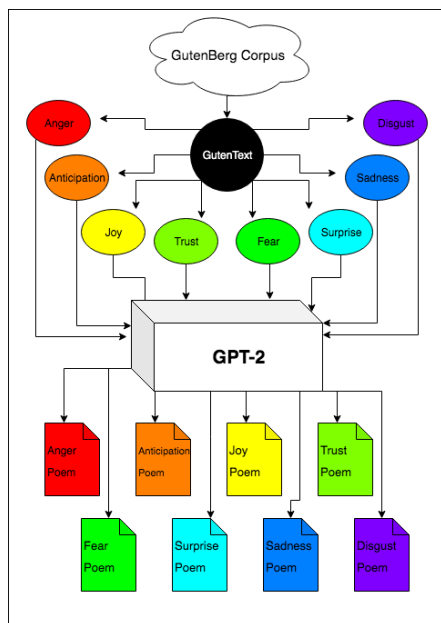 GutenBerg Corpus
Anger
Disgust
GutenText
Anticipation
Sadness
Joy
Trust
Fear
Surprise
GPT-2
Anger
Poem
Anticipation
Poem
Joy
Poem
Trust
Poem
Fear
Poem
Surprise
Poem
Sadness
Poem
Disgust
Poem